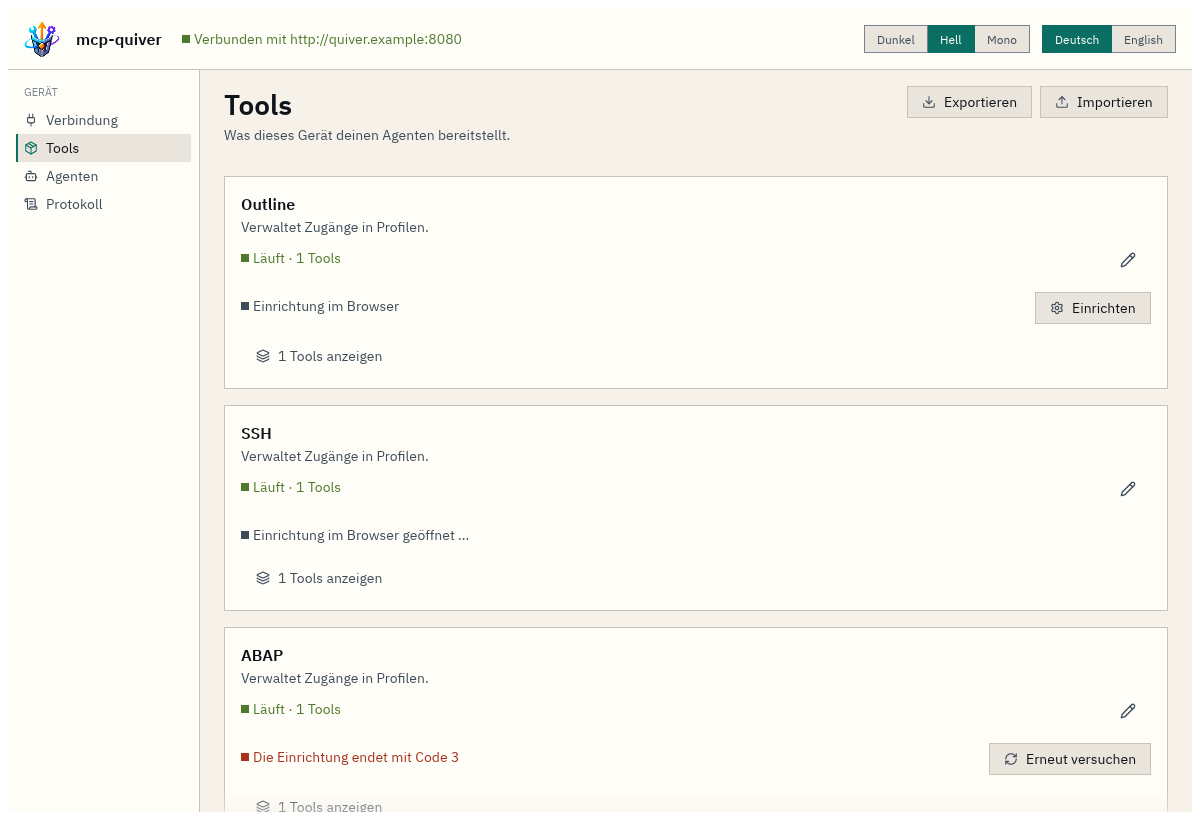 mcp-quiver
Verbunden mit http://quiver.example:8080
Dunkel Hell Mono Deutsch English
GERÄT
Verbindung
Tools
Agenten
Protokoll
Tools
Was dieses Gerät deinen Agenten bereitstellt.
Exportieren Importieren
Outline
Verwaltet Zugänge in Profilen.
Läuft · 1 Tools
Einrichtung im Browser
Einrichten
1 Tools anzeigen
SSH
Verwaltet Zugänge in Profilen.
Läuft · 1 Tools
Einrichtung im Browser geöffnet ...
1 Tools anzeigen
ABAP
Verwaltet Zugänge in Profilen.
Läuft · 1 Tools
Die Einrichtung endet mit Code 3
Erneut versuchen
1 Tools anzeigen